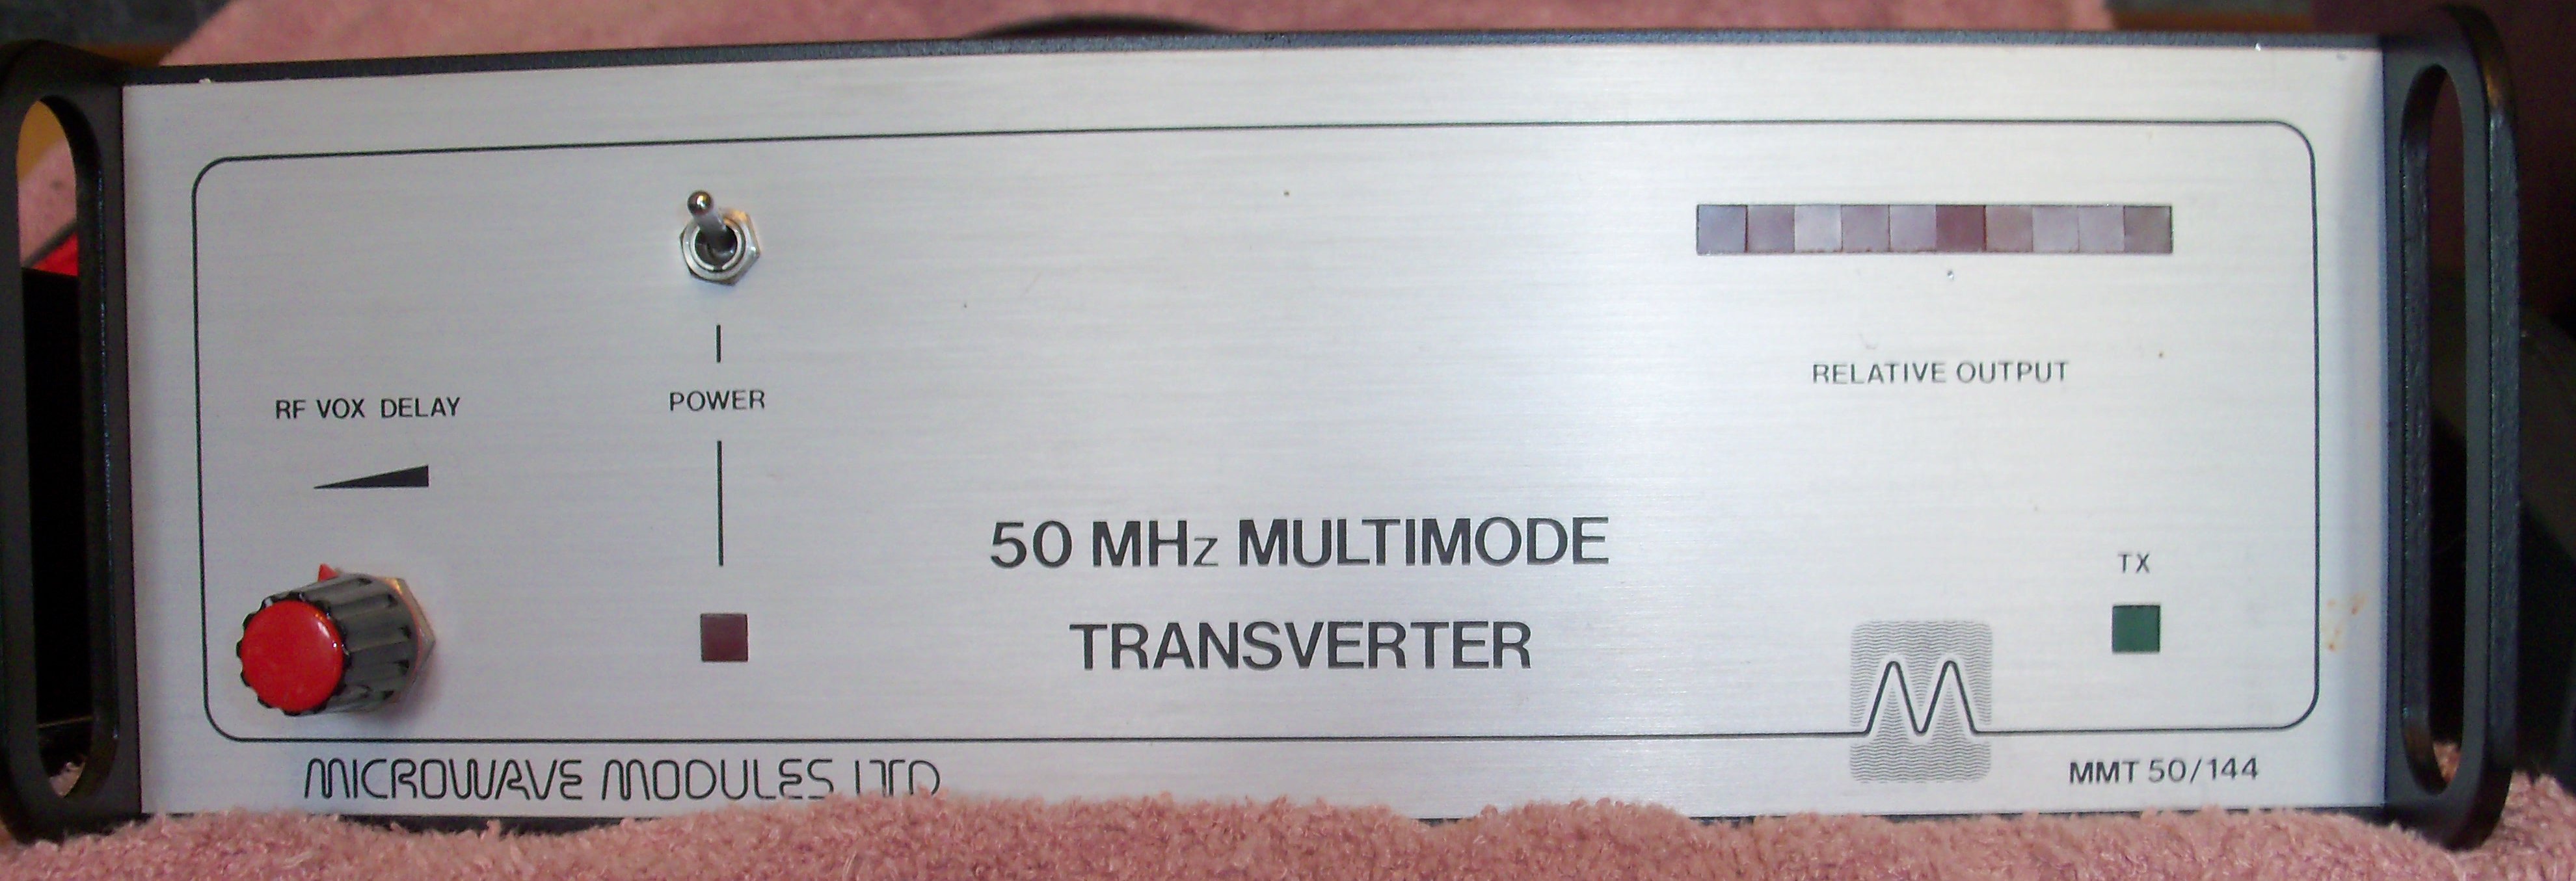 RELATIVE OUTPUT
RF VOX DELAY
POWER
50 MHz MULTIMODE
TRANSVERTER
TX
MICROWAVE MODULES LTD
MMT 50/144